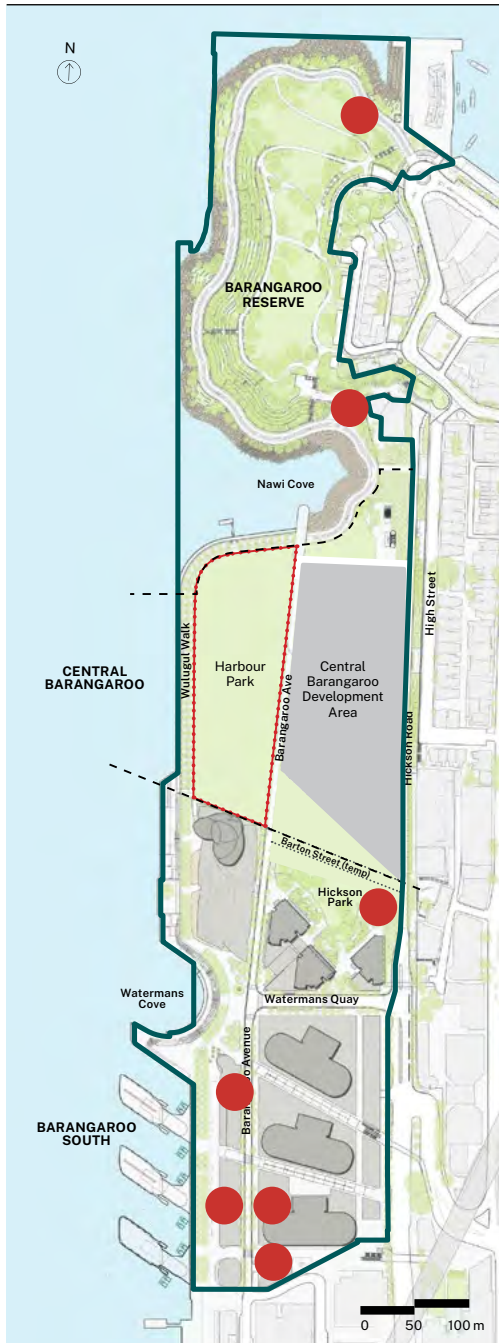 N
BARANGAROO
RESERVE
Nawi Cove
High Street
Wulugul Walk
Harbour
Park
Barangaroo Ave
Central
Barangaroo
Development
Area
CENTRAL
BARANGAROO
Hickson Road
Barton Street (temp)
Hickson
Park
Watermans
Cove
Watermans Quay
Avenue
BARANGAROO
SOUTH
0 50 100 m